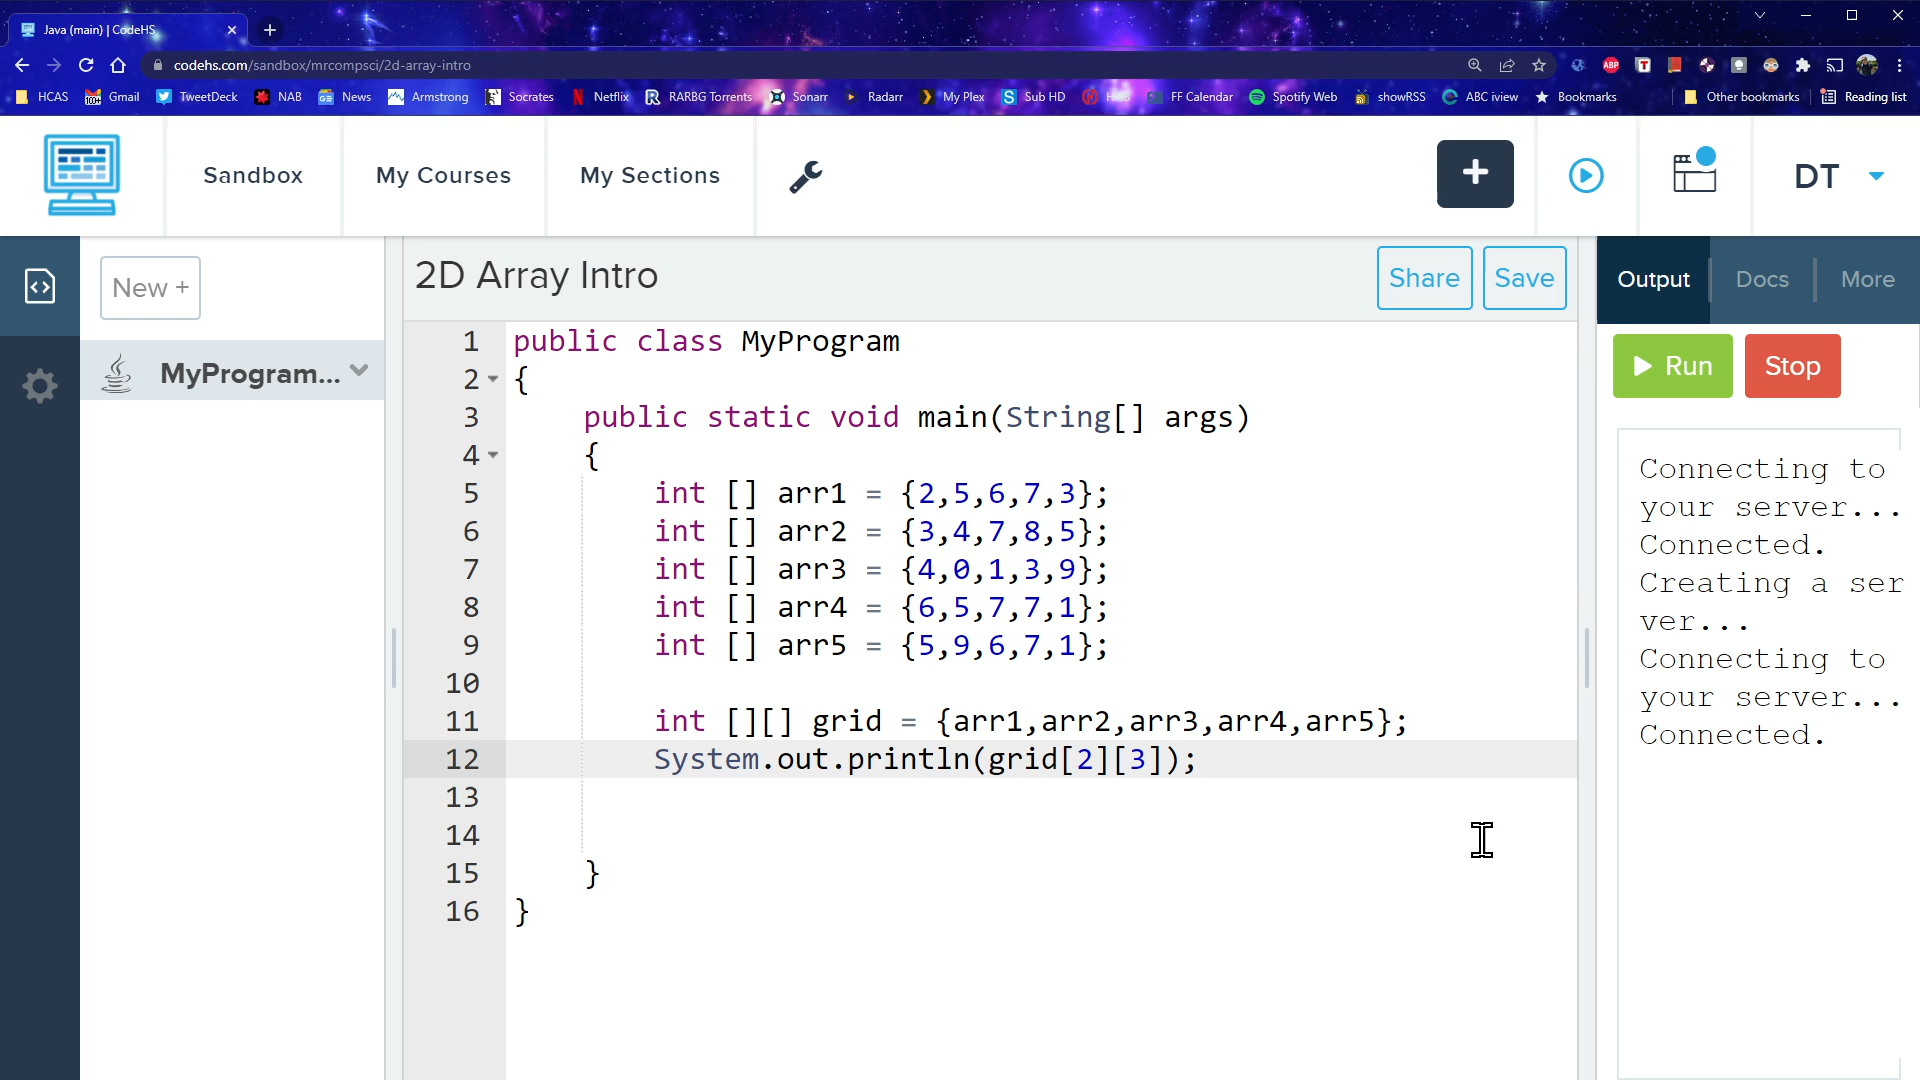 Java (main) | CodeHS
codehs.com/sandbox/mrcompsci/2d-array-intro
HCAS Gmail TweetDeck NAB News Armstrong Socrates Netflix RARBG Torrents Sonarr Radarr My Plex Sub HD FF Calendar Spotify Web showRSS ABC iview Bookmarks Other bookmarks Reading list
Sandbox My Courses My Sections + DT
New + 2D Array Intro Share Save Output Docs More
MyProgram... Run Stop
1 public class MyProgram
2 {
3 public static void main(String[] args)
4 {
5 int [] arr1 = {2,5,6,7,3};
6 int [] arr2 = {3,4,7,8,5};
7 int [] arr3 = {4,0,1,3,9};
8 int [] arr4 = {6,5,7,7,1};
9 int [] arr5 = {5,9,6,7,1};
10
11 int [][] grid = {arr1,arr2,arr3,arr4,arr5};
12 System.out.println(grid[2][3]);
13
14
15 }
16 }
Connecting to
your server...
Connected.
Creating a ser
ver...
Connecting to
your server...
Connected.